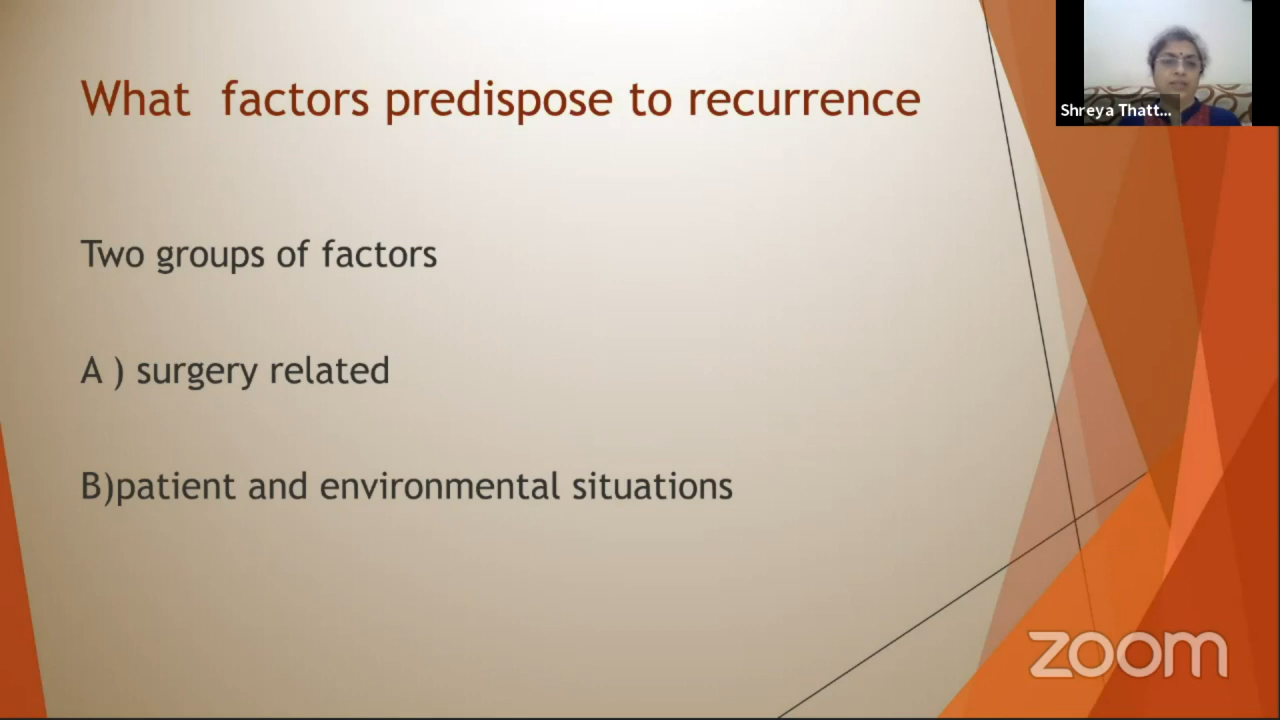 What  factors predispose to recurrence
Shreya Thatt...
Two groups of factors
A ) surgery related
B)patient and environmental situations
zoom